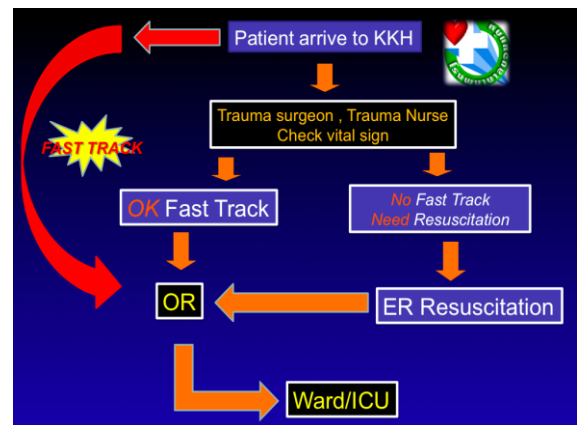 Patient arrive to KKH
Trauma surgeon , Trauma Nurse
Check vital sign
FAST TRACK
OK Fast Track
No Fast Track
Need Resuscitation
OR
ER Resuscitation
Ward/ICU